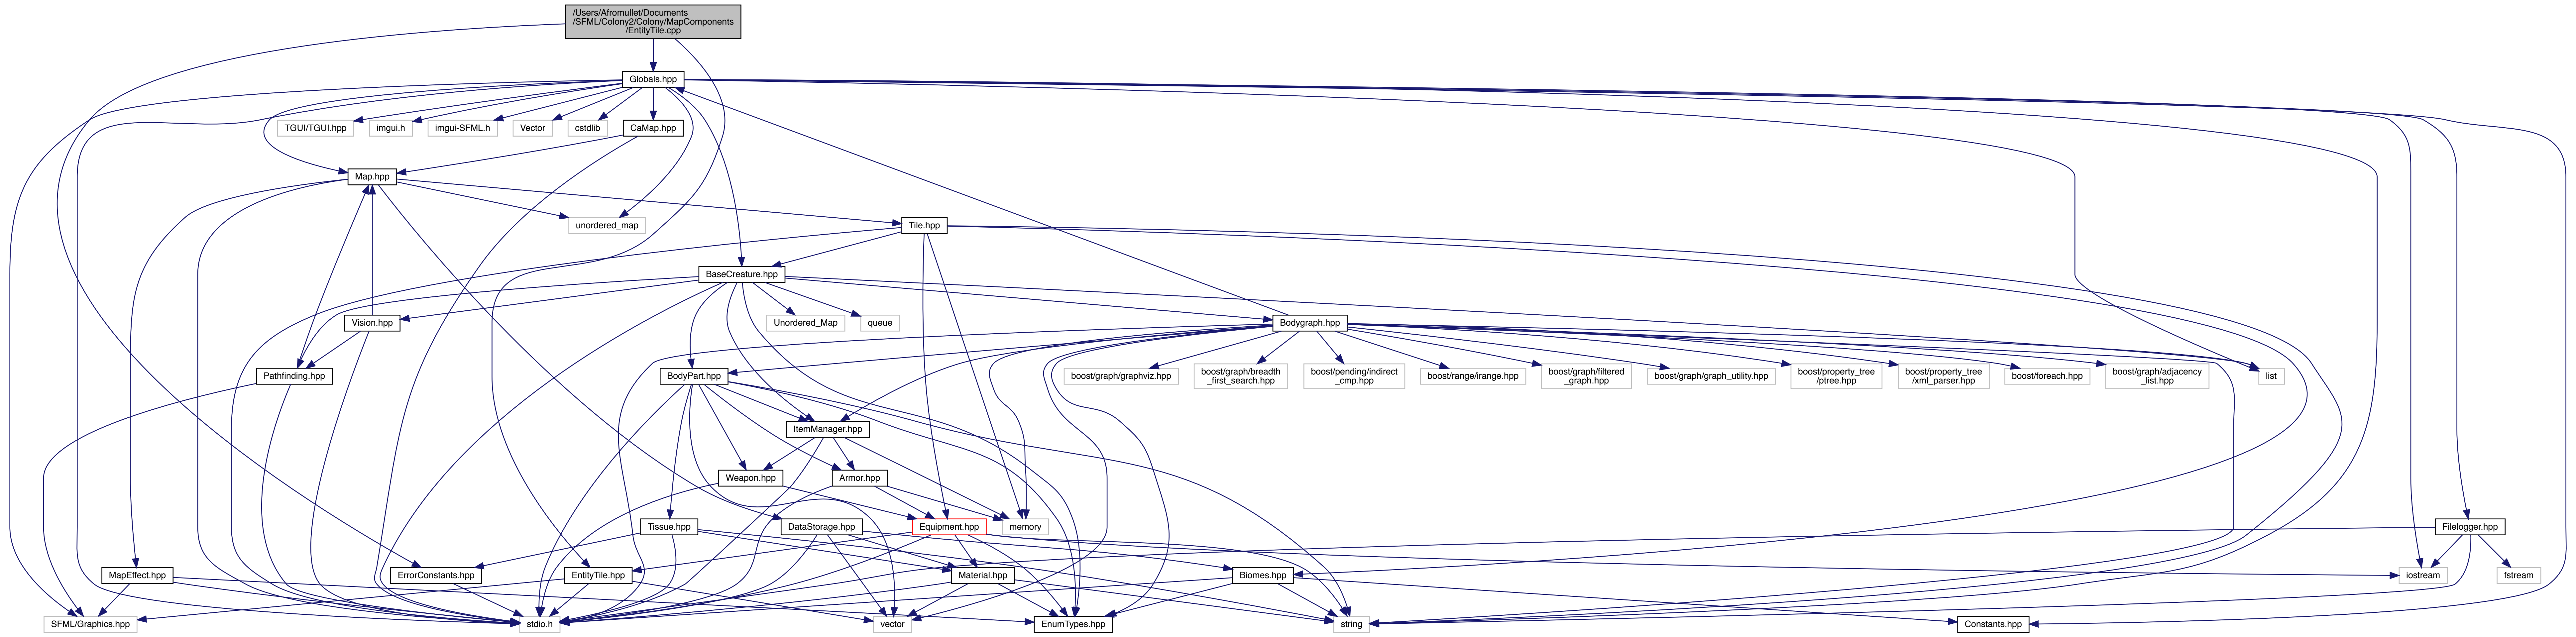 /Users/Afromullet/Documents
/SFML/Colony2/Colony/MapComponents
/EntityTile.cpp
Globals.hpp
TGUI/TGUI.hpp
imgui.h
imgui-SFML.h
Vector
cstdlib
CaMap.hpp
Map.hpp
unordered_map
Tile.hpp
BaseCreature.hpp
Vision.hpp
Unordered_Map
queue
Bodygraph.hpp
Pathfinding.hpp
BodyPart.hpp
boost/graph/graphviz.hpp
boost/graph/breadth
_first_search.hpp
boost/pending/indirect
_cmp.hpp
boost/range/irange.hpp
boost/graph/filtered
_graph.hpp
boost/graph/graph_utility.hpp
boost/property_tree
/ptree.hpp
boost/property_tree
/xml_parser.hpp
boost/foreach.hpp
boost/graph/adjacency
_list.hpp
list
ItemManager.hpp
Weapon.hpp
Armor.hpp
Tissue.hpp
DataStorage.hpp
Equipment.hpp
memory
Filelogger.hpp
MapEffect.hpp
ErrorConstants.hpp
EntityTile.hpp
Material.hpp
Biomes.hpp
iostream
fstream
SFML/Graphics.hpp
stdio.h
vector
EnumTypes.hpp
string
Constants.hpp